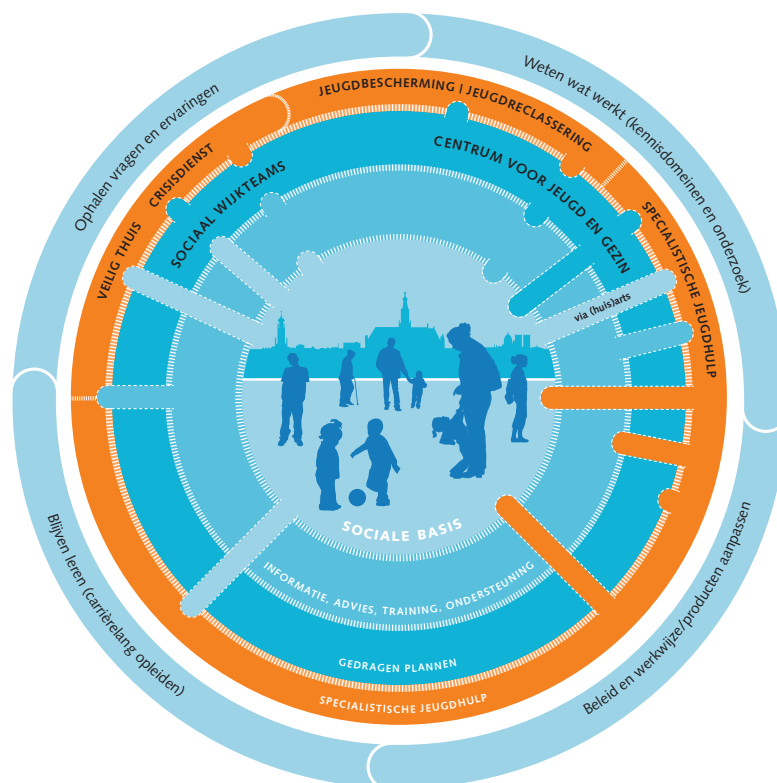 Ophalen vragen en ervaringen
Weten wat werkt (kennisdomeinen en onderzoek)
Beleid en werkwijze/producten aanpassen
Blijven leren (carrièrelang opleiden)
JEUGDBESCHERMING | JEUGDRECLASSERING
VEILIG THUIS
CRISISDIENST
SPECIALISTISCHE JEUGDHULP
SOCIAAL WIJKTEAMS
CENTRUM VOOR JEUGD EN GEZIN
via (huis)arts
SOCIALE BASIS
INFORMATIE, ADVIES, TRAINING, ONDERSTEUNING
GEDRAGEN PLANNEN
SPECIALISTISCHE JEUGDHULP